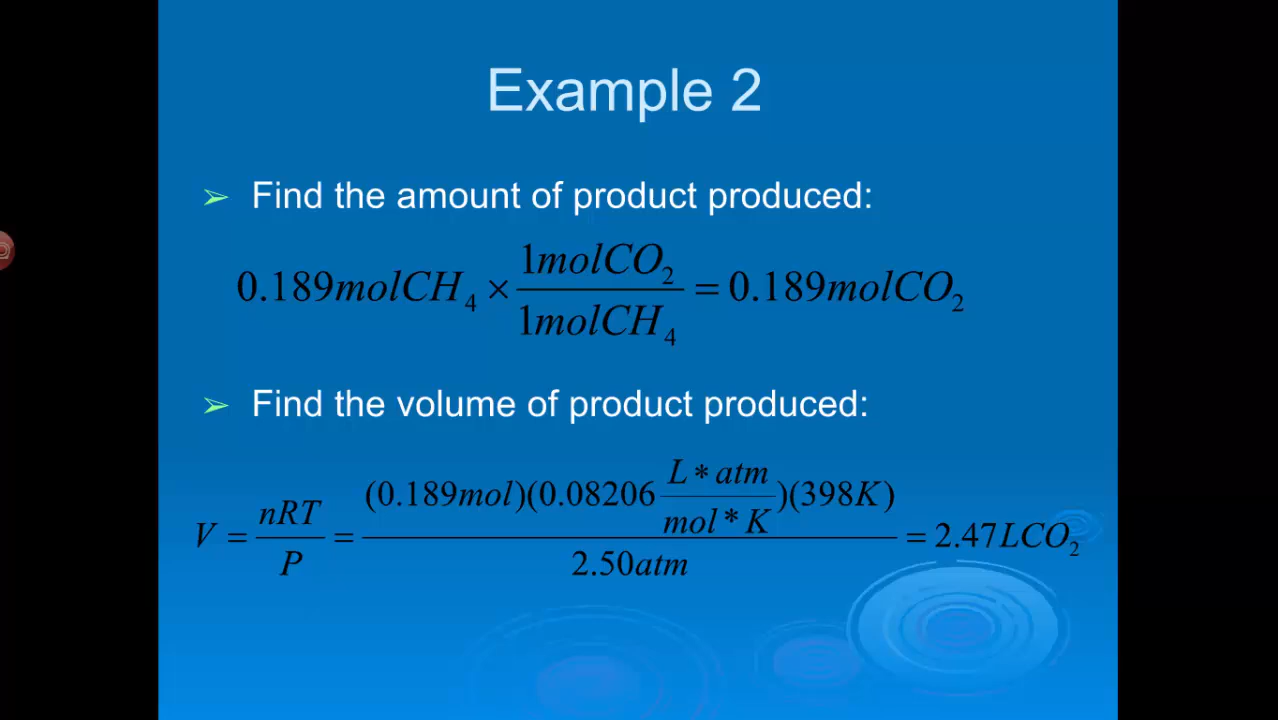 Example 2
➢ Find the amount of product produced:
0.189molCH₄ × 1molCO₂ / 1molCH₄ = 0.189molCO₂
➢ Find the volume of product produced:
V = nRT / P = (0.189mol)(0.08206 L*atm / mol*K)(398K) / 2.50atm = 2.47LCO₂